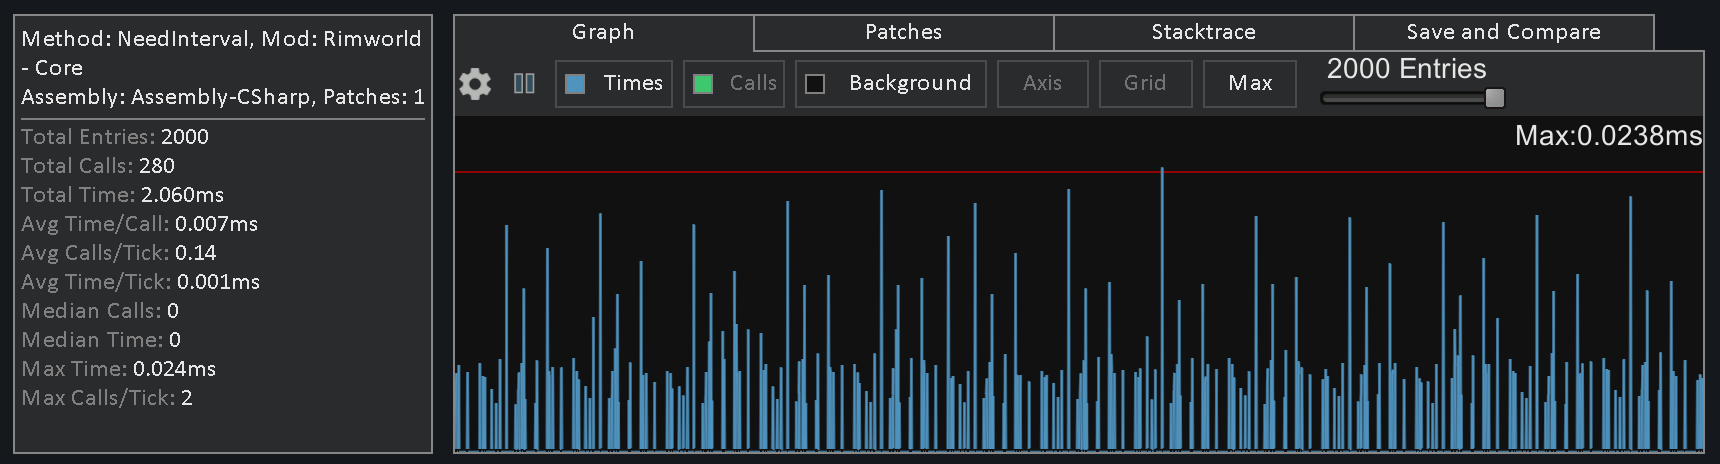 Method: NeedInterval, Mod: Rimworld
- Core
Assembly: Assembly-CSharp, Patches: 1
Total Entries: 2000
Total Calls: 280
Total Time: 2.060ms
Avg Time/Call: 0.007ms
Avg Calls/Tick: 0.14
Avg Time/Tick: 0.001ms
Median Calls: 0
Median Time: 0
Max Time: 0.024ms
Max Calls/Tick: 2
Graph Patches Stacktrace Save and Compare
Times Calls Background Axis Grid Max 2000 Entries
Max:0.0238ms